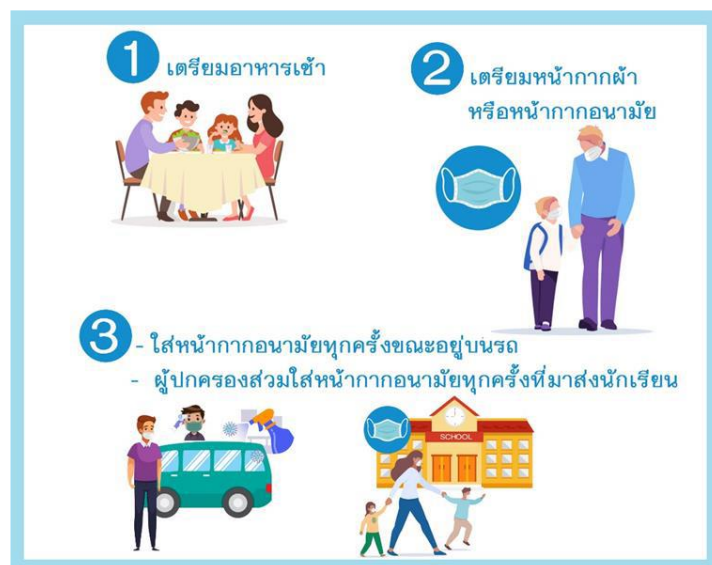 1 เตรียมอาหารเช้า
2 เตรียมหน้ากากผ้า
หรือหน้ากากอนามัย
3 - ใส่หน้ากากอนามัยทุกครั้งขณะอยู่บนรถ
- ผู้ปกครองส่วมใส่หน้ากากอนามัยทุกครั้งที่มาส่งนักเรียน
SCHOOL